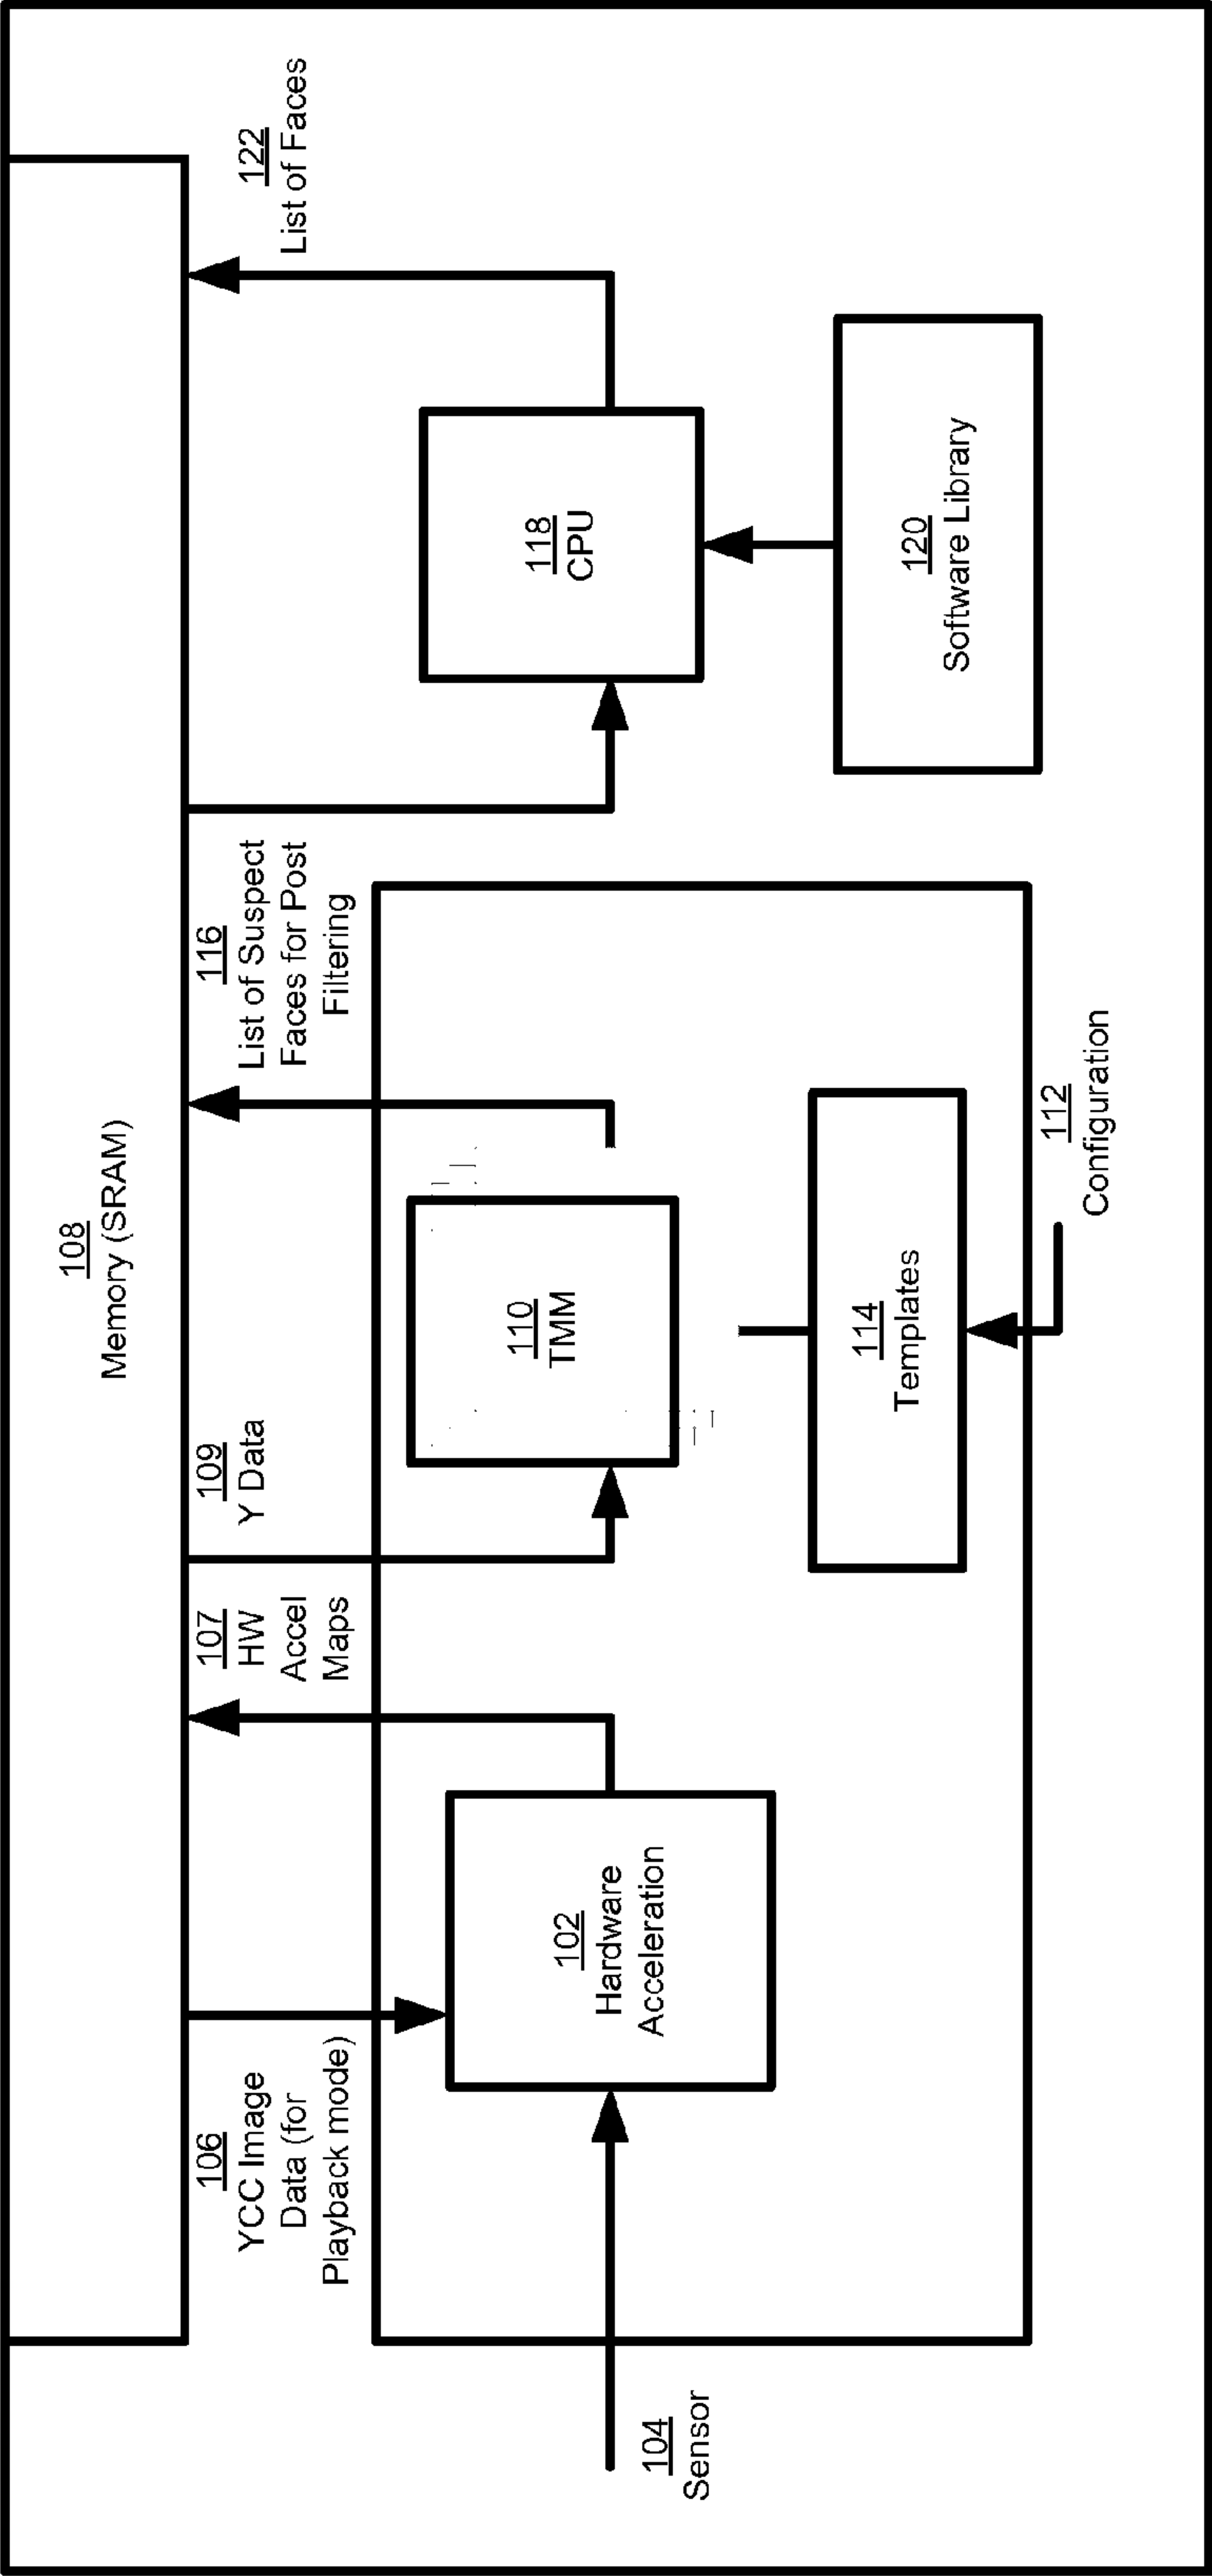 108
Memory (SRAM)
106
YCC Image
Data (for
Playback mode)
107
HW
Accel
Maps
109
Y Data
116
List of Suspect
Faces for Post
Filtering
122
List of Faces
104
Sensor
102
Hardware
Acceleration
110
TMM
114
Templates
112
Configuration
118
CPU
120
Software Library